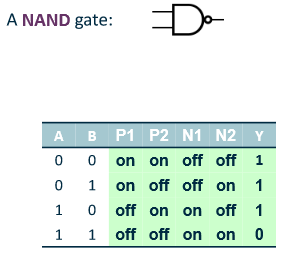 A NAND gate:
A B P1 P2 N1 N2 Y
0 0 on on off off 1
0 1 on off off on 1
1 0 off on on off 1
1 1 off off on on 0